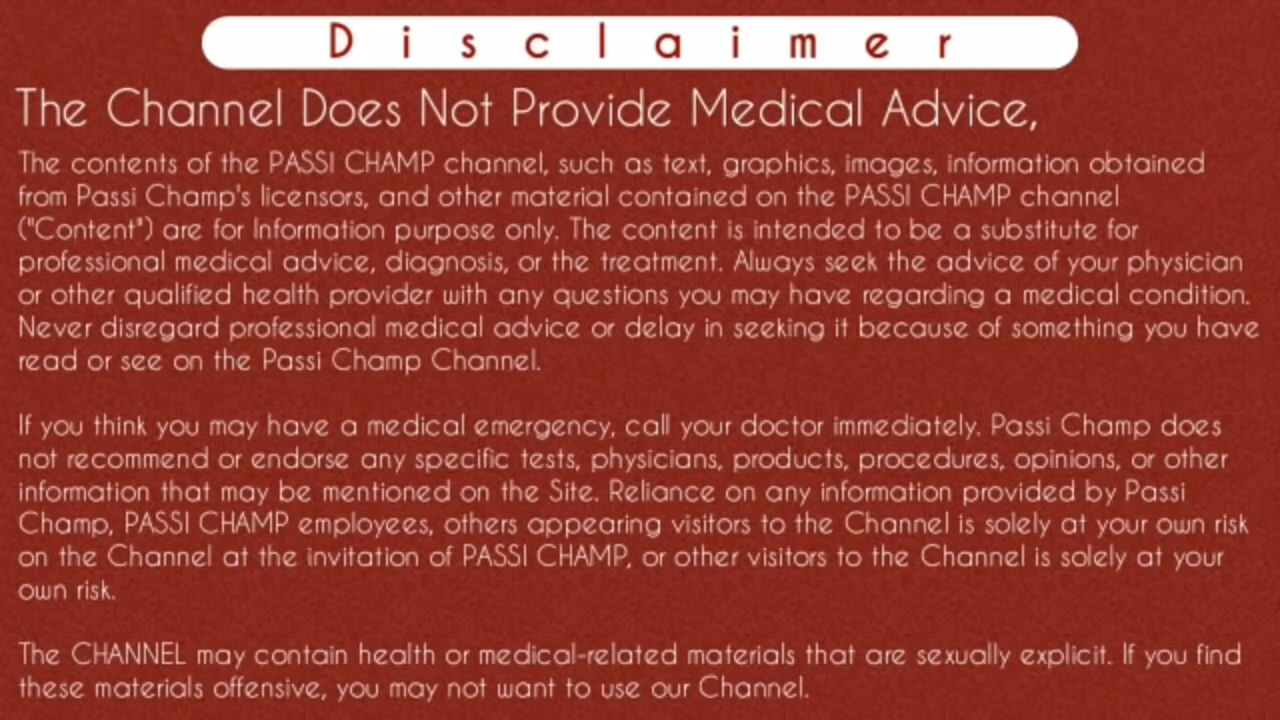 Disclaimer
The Channel Does Not Provide Medical Advice,
The contents of the PASSI CHAMP channel, such as text, graphics, images, information obtained
from Passi Champ's licensors, and other material contained on the PASSI CHAMP channel
("Content") are for Information purpose only. The content is intended to be a substitute for
professional medical advice, diagnosis, or the treatment. Always seek the advice of your physician
or other qualified health provider with any questions you may have regarding a medical condition.
Never disregard professional medical advice or delay in seeking it because of something you have
read or see on the Passi Champ Channel.
If you think you may have a medical emergency, call your doctor immediately. Passi Champ does
not recommend or endorse any specific tests, physicians, products, procedures, opinions, or other
information that may be mentioned on the Site. Reliance on any information provided by Passi
Champ, PASSI CHAMP employees, others appearing visitors to the Channel is solely at your own risk
on the Channel at the invitation of PASSI CHAMP, or other visitors to the Channel is solely at your
own risk.
The CHANNEL may contain health or medical-related materials that are sexually explicit. If you find
these materials offensive, you may not want to use our Channel.